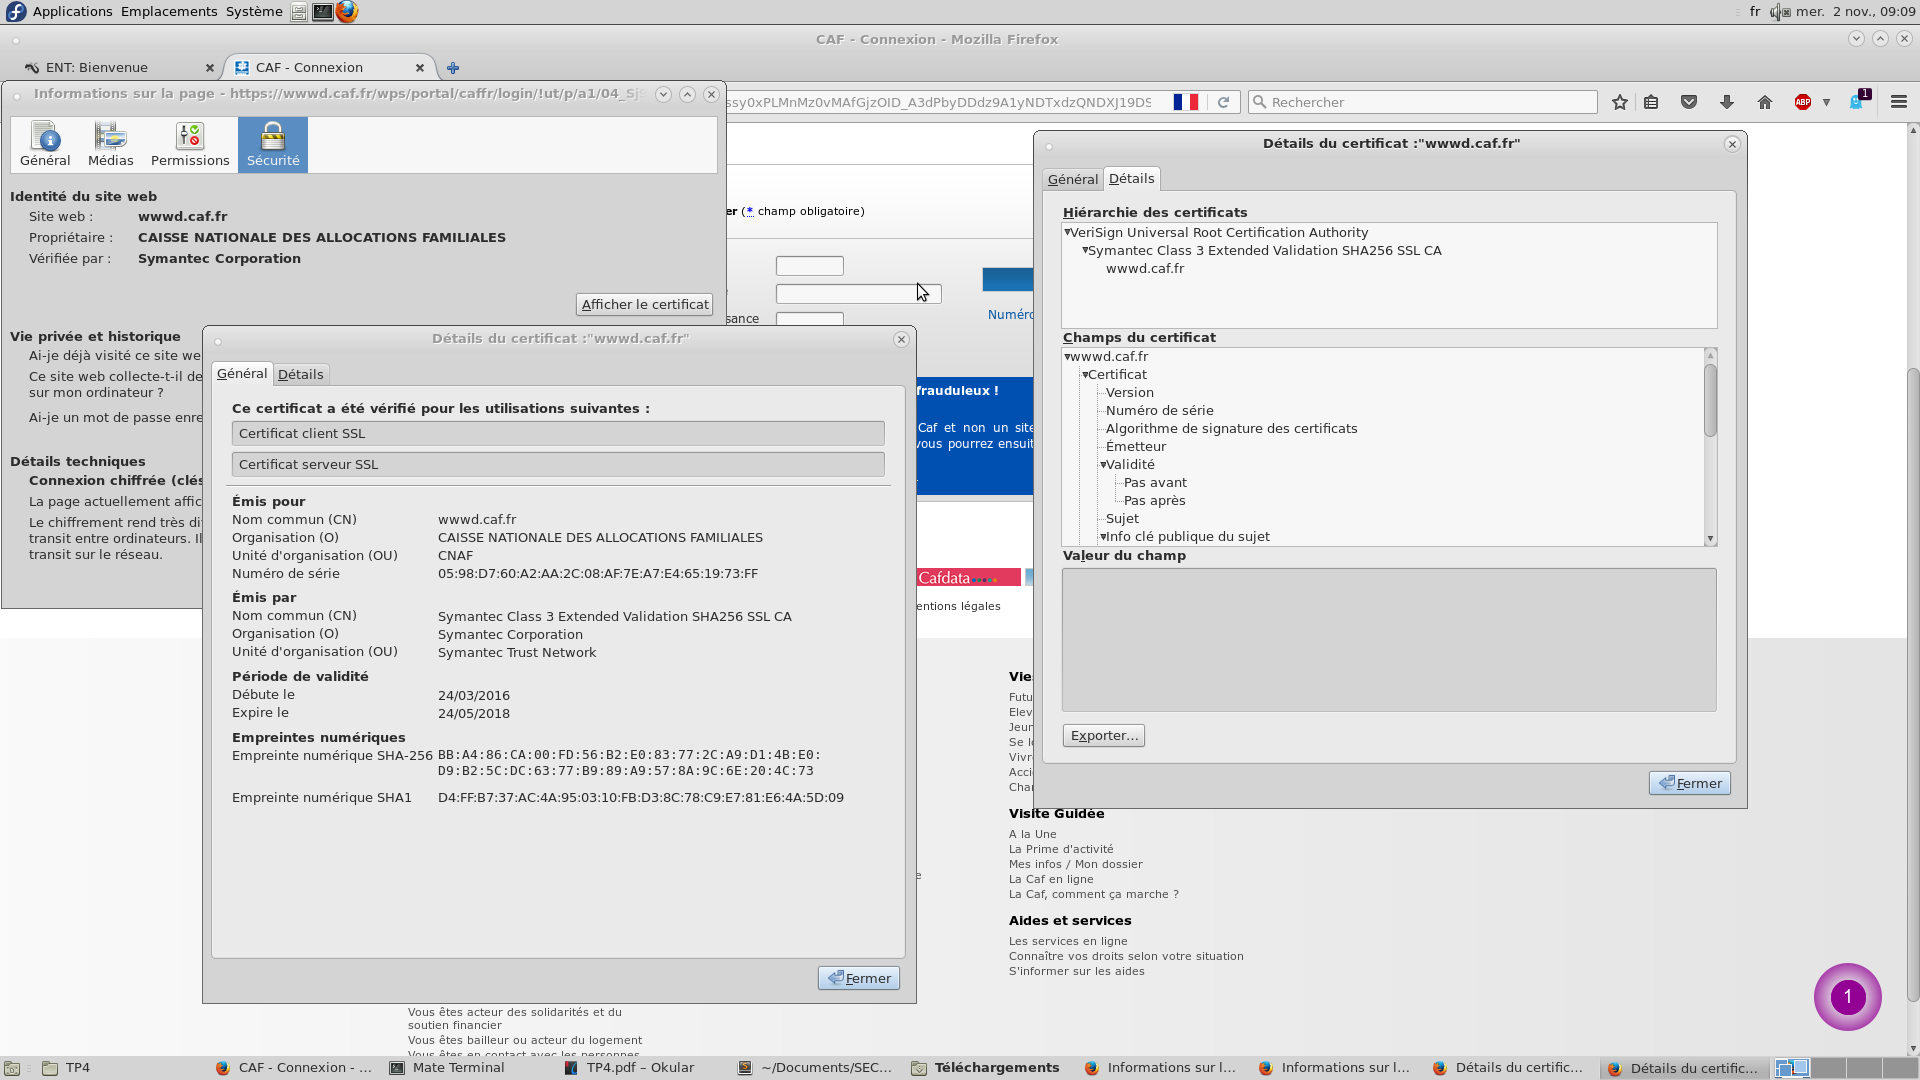 Applications Emplacements Système
fr mer. 2 nov., 09:09
CAF - Connexion - Mozilla Firefox
ENT: Bienvenue
CAF - Connexion
Informations sur la page - https://wwwd.caf.fr/wps/portal/caffr/login/!ut/p/a1/04_Sj9
ssy0xPLMnMz0vMAfGjzOID_A3dPbyDDdz9A1yNDTxdzQNDXJ19DS
Rechercher
ABP
1
Général
Médias
Permissions
Sécurité
Identité du site web
Site web : wwwd.caf.fr
Propriétaire : CAISSE NATIONALE DES ALLOCATIONS FAMILIALES
Vérifiée par : Symantec Corporation
Afficher le certificat
Vie privée et historique
Ai-je déjà visité ce site we
Ce site web collecte-t-il de
sur mon ordinateur ?
Ai-je un mot de passe enre
Détails techniques
Connexion chiffrée (clés
La page actuellement affic
Le chiffrement rend très di
transit entre ordinateurs. Il
transit sur le réseau.
er (* champ obligatoire)
sance
Numéro
frauduleux !
Caf et non un site
vous pourrez ensuit
Cafdata
entions légales
Détails du certificat :"wwwd.caf.fr"
Général
Détails
Ce certificat a été vérifié pour les utilisations suivantes :
Certificat client SSL
Certificat serveur SSL
Émis pour
Nom commun (CN) wwwd.caf.fr
Organisation (O) CAISSE NATIONALE DES ALLOCATIONS FAMILIALES
Unité d'organisation (OU) CNAF
Numéro de série 05:98:D7:60:A2:AA:2C:08:AF:7E:A7:E4:65:19:73:FF
Émis par
Nom commun (CN) Symantec Class 3 Extended Validation SHA256 SSL CA
Organisation (O) Symantec Corporation
Unité d'organisation (OU) Symantec Trust Network
Période de validité
Débute le 24/03/2016
Expire le 24/05/2018
Empreintes numériques
Empreinte numérique SHA-256 BB:A4:86:CA:00:FD:56:B2:E0:83:77:2C:A9:D1:4B:E0:
D9:B2:5C:DC:63:77:B9:89:A9:57:8A:9C:6E:20:4C:73
Empreinte numérique SHA1 D4:FF:B7:37:AC:4A:95:03:10:FB:D3:8C:78:C9:E7:81:E6:4A:5D:09
Fermer
Détails du certificat :"wwwd.caf.fr"
Général
Détails
Hiérarchie des certificats
VeriSign Universal Root Certification Authority
Symantec Class 3 Extended Validation SHA256 SSL CA
wwwd.caf.fr
Champs du certificat
wwwd.caf.fr
Certificat
Version
Numéro de série
Algorithme de signature des certificats
Émetteur
Validité
Pas avant
Pas après
Sujet
Info clé publique du sujet
Valeur du champ
Exporter...
Fermer
Vie
Futu
Elev
Jeun
Se l
Vivr
Acci
Char
Visite Guidée
A la Une
La Prime d'activité
Mes infos / Mon dossier
La Caf en ligne
La Caf, comment ça marche ?
Aides et services
Les services en ligne
Connaître vos droits selon votre situation
S'informer sur les aides
1
Vous êtes acteur des solidarités et du
soutien financier
Vous êtes bailleur ou acteur du logement
Vous êtes en contact avec les personnes
TP4
CAF - Connexion - ...
Mate Terminal
TP4.pdf – Okular
~/Documents/SEC...
Téléchargements
Informations sur l...
Informations sur l...
Détails du certific...
Détails du certific...